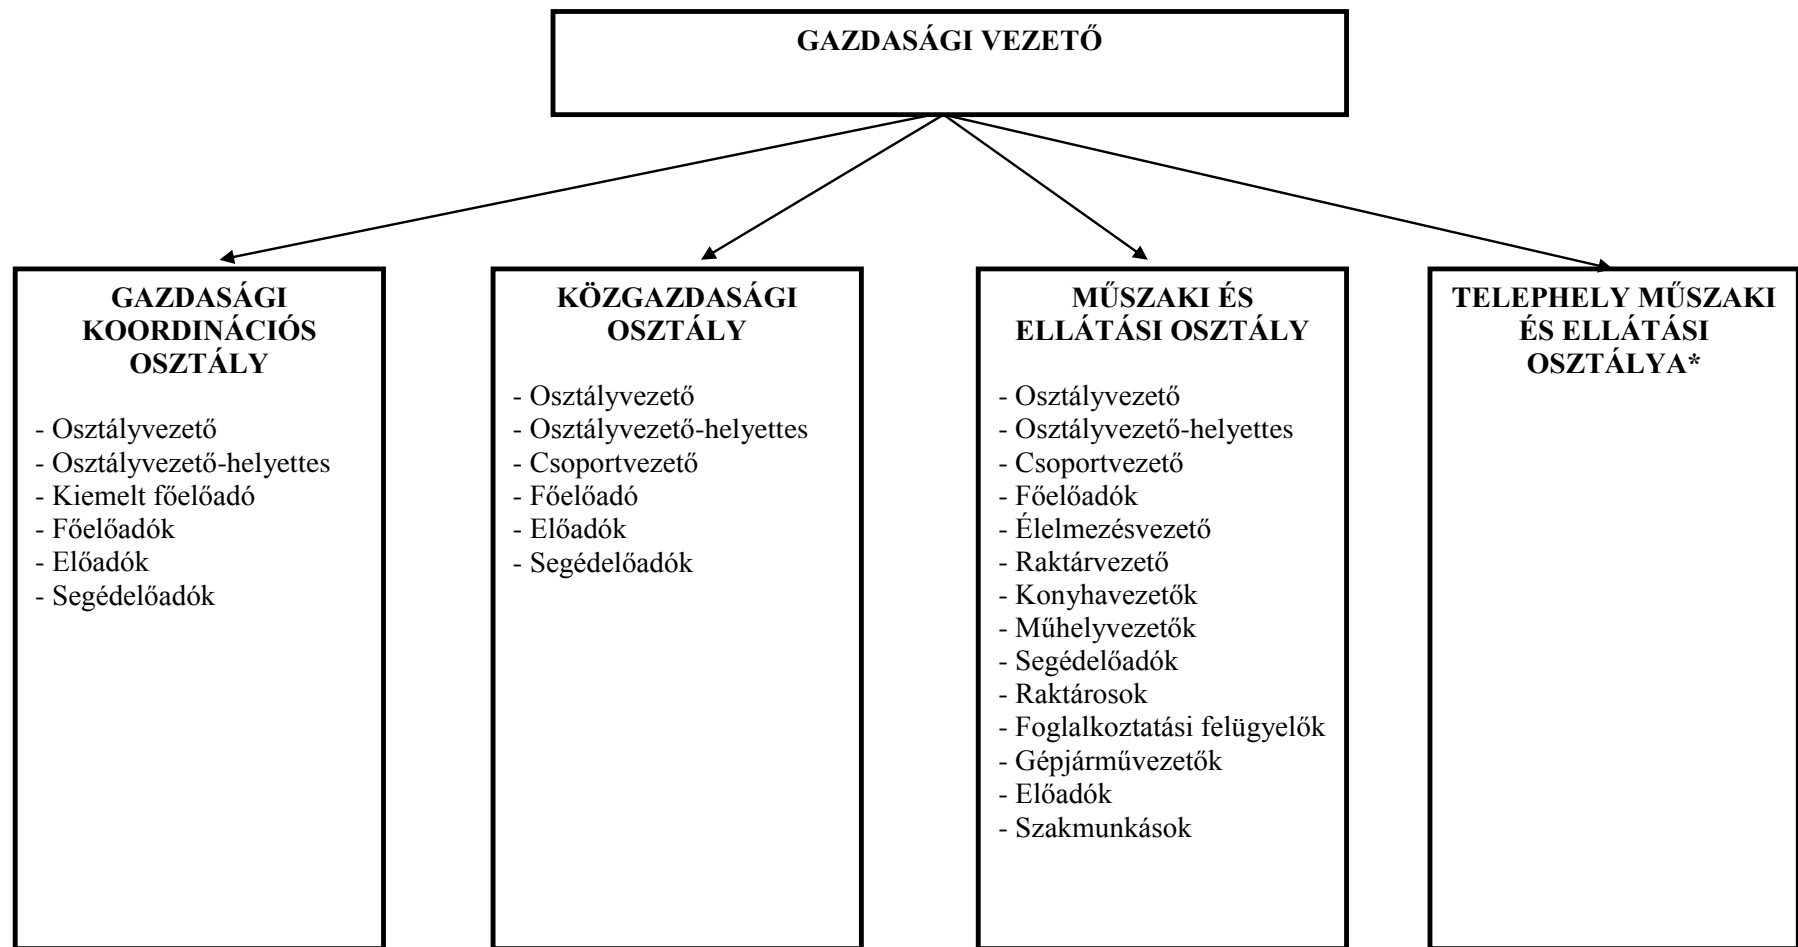 GAZDASÁGI VEZETŐ
GAZDASÁGI
KOORDINÁCIÓS
OSZTÁLY
- Osztályvezető
- Osztályvezető-helyettes
- Kiemelt főelőadó
- Főelőadók
- Előadók
- Segédelőadók
KÖZGAZDASÁGI
OSZTÁLY
- Osztályvezető
- Osztályvezető-helyettes
- Csoportvezető
- Főelőadó
- Előadók
- Segédelőadók
MŰSZAKI ÉS
ELLÁTÁSI OSZTÁLY
- Osztályvezető
- Osztályvezető-helyettes
- Csoportvezető
- Főelőadók
- Élelmezésvezető
- Raktárvezető
- Konyhavezetők
- Műhelyvezetők
- Segédelőadók
- Raktárosok
- Foglalkoztatási felügyelők
- Gépjárművezetők
- Előadók
- Szakmunkások
TELEPHELY MŰSZAKI
ÉS ELLÁTÁSI
OSZTÁLYA*